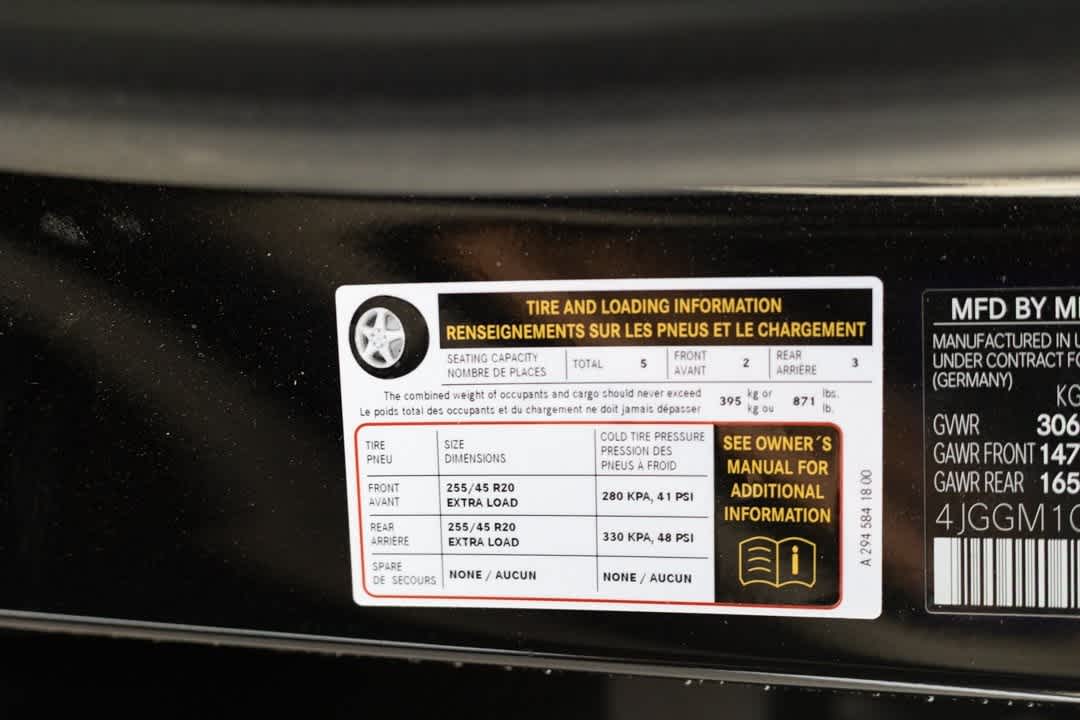 TIRE AND LOADING INFORMATION
RENSEIGNEMENTS SUR LES PNEUS ET LE CHARGEMENT
SEATING CAPACITY
NOMBRE DE PLACES
TOTAL 5
FRONT
AVANT
2
REAR
ARRIÈRE
3
The combined weight of occupants and cargo should never exceed
Le poids total des occupants et du chargement ne doit jamais dépasser
395
kg or
kg ou
871
lbs.
lb.
TIRE
PNEU
SIZE
DIMENSIONS
COLD TIRE PRESSURE
PRESSION DES
PNEUS À FROID
FRONT
AVANT
255/45 R20
EXTRA LOAD
280 KPA, 41 PSI
REAR
ARRIÈRE
255/45 R20
EXTRA LOAD
330 KPA, 48 PSI
SPARE
DE SECOURS
NONE / AUCUN
NONE / AUCUN
SEE OWNER´S
MANUAL FOR
ADDITIONAL
INFORMATION
i
A 294 584 18 00
MFD BY
MANUFACTURED IN
UNDER CONTRACT
(GERMANY)
KG
GVWR 306
GAWR FRONT 147
GAWR REAR 165
4JGGM1